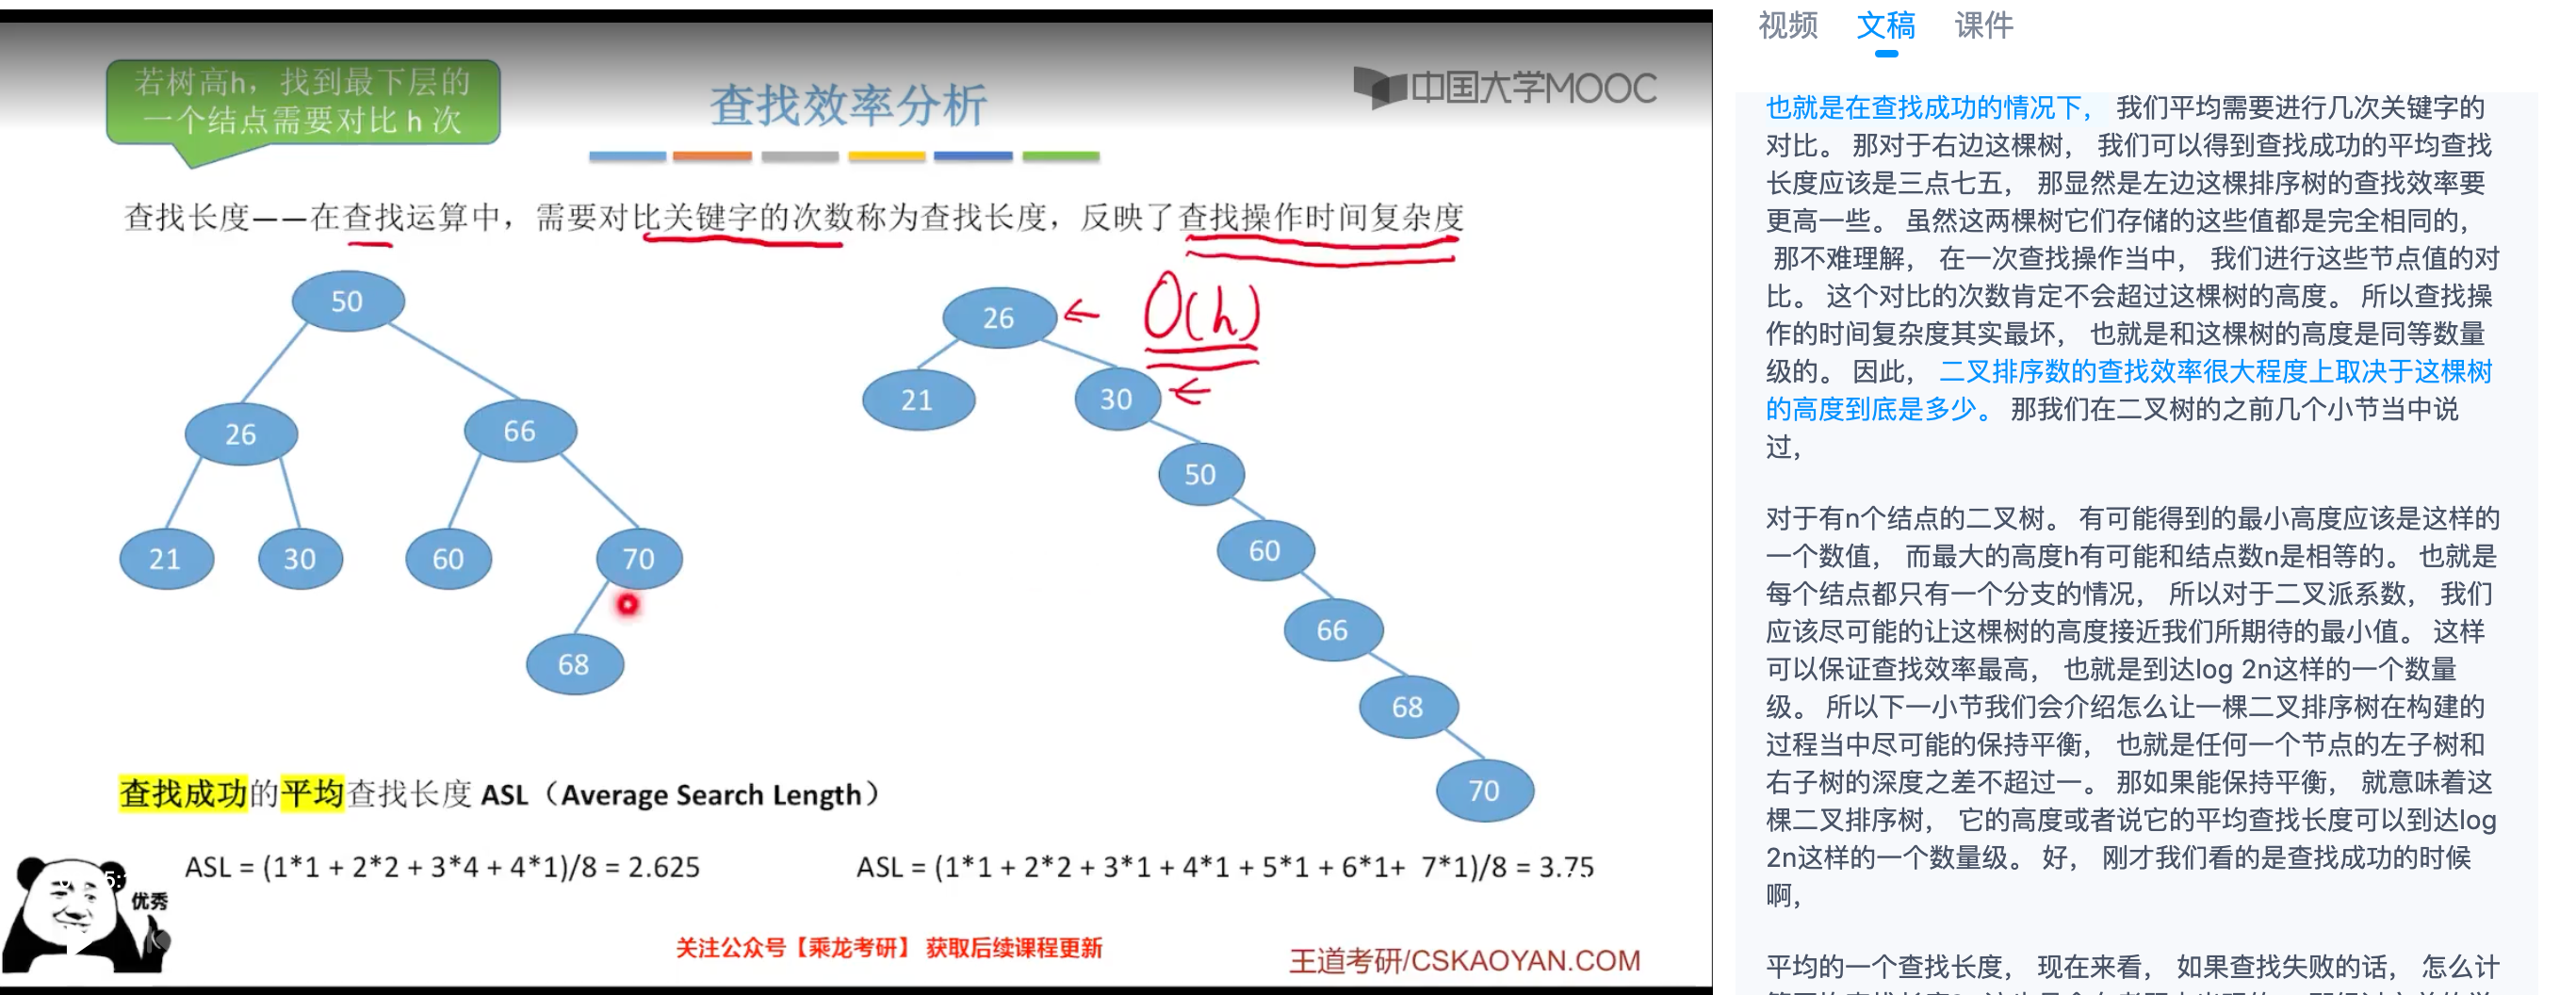 若树高h，找到最下层的
一个结点需要对比 h 次
查找效率分析
中国大学MOOC
查找长度——在查找运算中，需要对比关键字的次数称为查找长度，反映了查找操作时间复杂度
50
26
66
21
30
60
70
68
26
O(h)
21
30
50
60
66
68
70
查找成功的平均查找长度 ASL（Average Search Length）
ASL = (1*1 + 2*2 + 3*4 + 4*1)/8 = 2.625
ASL = (1*1 + 2*2 + 3*1 + 4*1 + 5*1 + 6*1+ 7*1)/8 = 3.75
优秀
关注公众号【乘龙考研】 获取后续课程更新
王道考研/CSKAOYAN.COM
视频 文稿 课件
也就是在查找成功的情况下， 我们平均需要进行几次关键字的
对比。 那对于右边这棵树， 我们可以得到查找成功的平均查找
长度应该是三点七五， 那显然是左边这棵排序树的查找效率要
更高一些。 虽然这两棵树它们存储的这些值都是完全相同的，
那不难理解， 在一次查找操作当中， 我们进行这些节点值的对
比。 这个对比的次数肯定不会超过这棵树的高度。 所以查找操
作的时间复杂度其实最坏， 也就是和这棵树的高度是同等数量
级的。 因此， 二叉排序数的查找效率很大程度上取决于这棵树
的高度到底是多少。 那我们在二叉树的之前几个小节当中说
过，
对于有n个结点的二叉树。 有可能得到的最小高度应该是这样的
一个数值， 而最大的高度h有可能和结点数n是相等的。 也就是
每个结点都只有一个分支的情况， 所以对于二叉派系数， 我们
应该尽可能的让这棵树的高度接近我们所期待的最小值。 这样
可以保证查找效率最高， 也就是到达log 2n这样的一个数量
级。 所以下一小节我们会介绍怎么让一棵二叉排序树在构建的
过程当中尽可能的保持平衡， 也就是任何一个节点的左子树和
右子树的深度之差不超过一。 那如果能保持平衡， 就意味着这
棵二叉排序树， 它的高度或者说它的平均查找长度可以到达log
2n这样的一个数量级。 好， 刚才我们看的是查找成功的时候
啊，
平均的一个查找长度， 现在来看， 如果查找失败的话， 怎么计